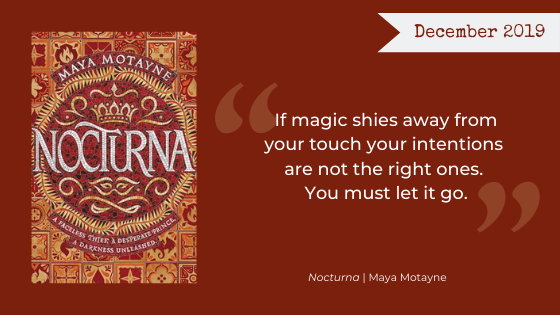 December 2019
MAYA MOTAYNE
NOCTURNA
A FACELESS THIEF, A DESPERATE PRINCE,
A DARKNESS UNLEASHED.
“
If magic shies away from
your touch your intentions
are not the right ones.
You must let it go.
”
Nocturna | Maya Motayne